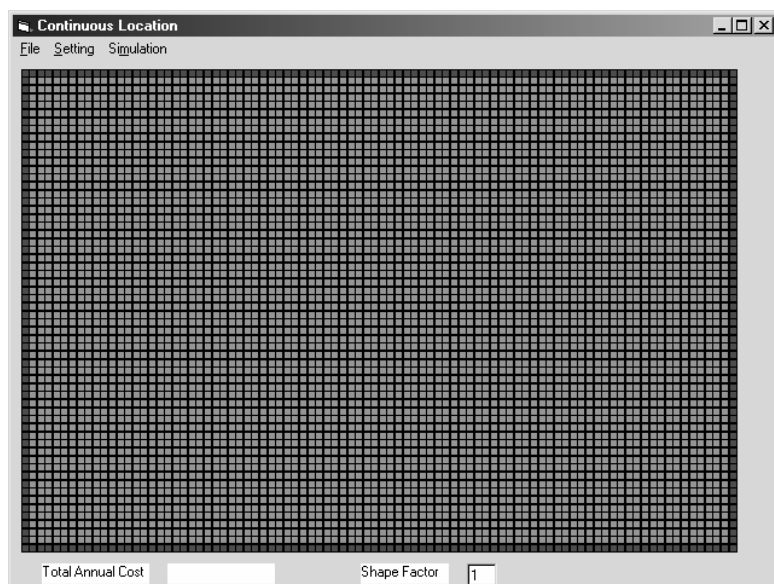 Continuous Location
File Setting Simulation
Total Annual Cost Shape Factor 1